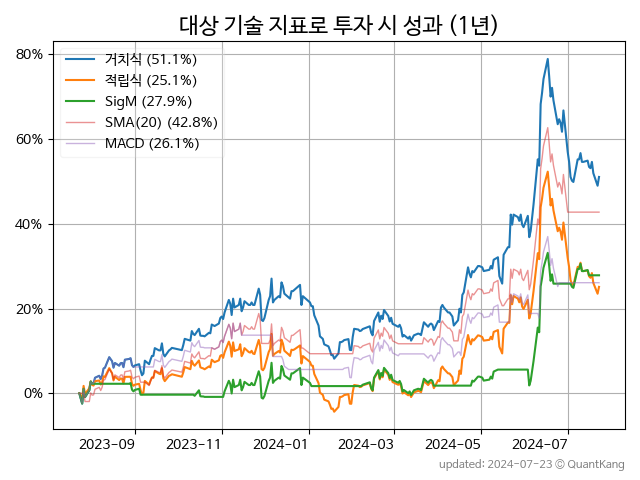 대상 기술 지표로 투자 시 성과 (1년)
거치식 (51.1%)
적립식 (25.1%)
SigM (27.9%)
SMA(20) (42.8%)
MACD (26.1%)
80%
60%
40%
20%
0%
2023-09 2023-11 2024-01 2024-03 2024-05 2024-07
updated: 2024-07-23 © QuantKang